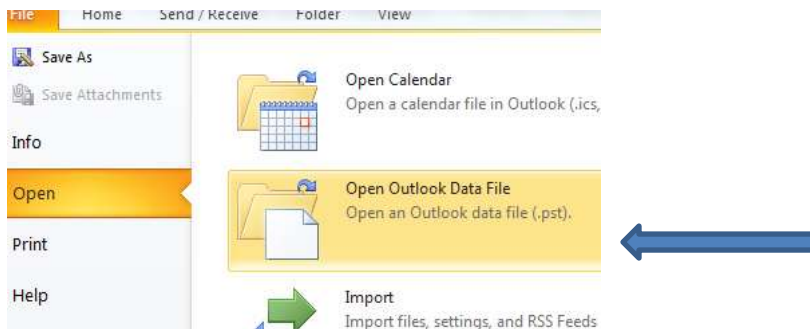 File Home Send / Receive Folder View
Save As
Save Attachments
Info
Open
Print
Help
Open Calendar
Open a calendar file in Outlook (.ics,
Open Outlook Data File
Open an Outlook data file (.pst).
Import
Import files, settings, and RSS Feeds